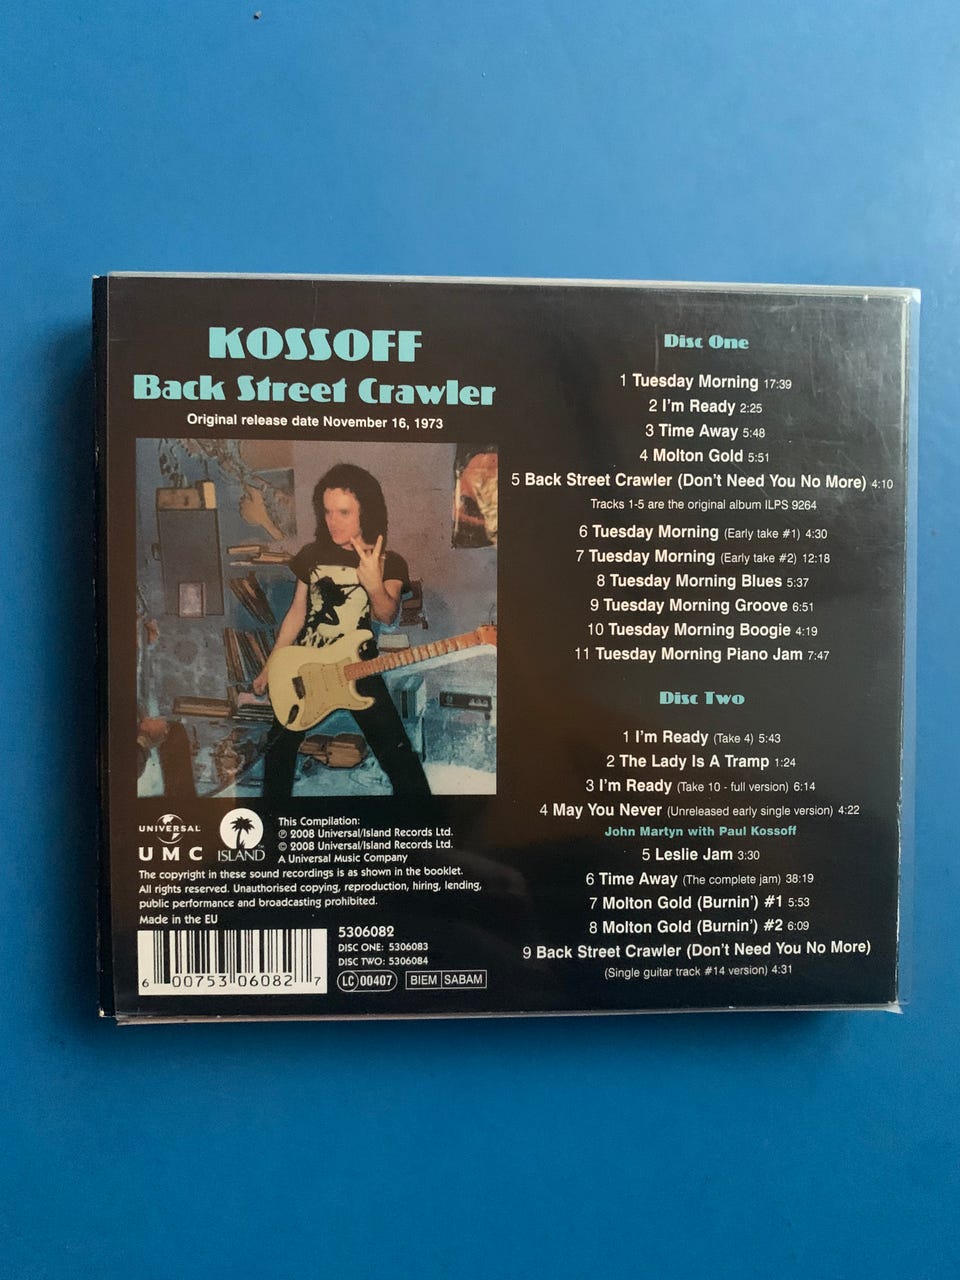 KOSSOFF
Back Street Crawler
Original release date November 16, 1973
UNIVERSAL
UMC
ISLAND™
This Compilation:
℗ 2008 Universal/Island Records Ltd.
© 2008 Universal/Island Records Ltd.
A Universal Music Company
The copyright in these sound recordings is as shown in the booklet.
All rights reserved. Unauthorised copying, reproduction, hiring, lending,
public performance and broadcasting prohibited.
Made in the EU
6 00753 06082 7
5306082
DISC ONE: 5306083
DISC TWO: 5306084
LC 00407
BIEM SABAM
Disc One
1 Tuesday Morning 17:39
2 I'm Ready 2:25
3 Time Away 5:48
4 Molton Gold 5:51
5 Back Street Crawler (Don't Need You No More) 4:10
Tracks 1-5 are the original album ILPS 9264
6 Tuesday Morning (Early take #1) 4:30
7 Tuesday Morning (Early take #2) 12:18
8 Tuesday Morning Blues 5:37
9 Tuesday Morning Groove 6:51
10 Tuesday Morning Boogie 4:19
11 Tuesday Morning Piano Jam 7:47
Disc Two
1 I'm Ready (Take 4) 5:43
2 The Lady Is A Tramp 1:24
3 I'm Ready (Take 10 - full version) 6:14
4 May You Never (Unreleased early single version) 4:22
John Martyn with Paul Kossoff
5 Leslie Jam 3:30
6 Time Away (The complete jam) 38:19
7 Molton Gold (Burnin') #1 5:53
8 Molton Gold (Burnin') #2 6:09
9 Back Street Crawler (Don't Need You No More)
(Single guitar track #14 version) 4:31